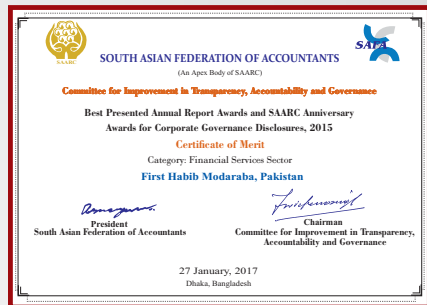 SAARC
SAFA
SOUTH ASIAN FEDERATION OF ACCOUNTANTS
(An Apex Body of SAARC)
Committee for Improvement in Transparency, Accountability and Governance
Best Presented Annual Report Awards and SAARC Anniversary
Awards for Corporate Governance Disclosures, 2015
Certificate of Merit
Category: Financial Services Sector
First Habib Modaraba, Pakistan
President
South Asian Federation of Accountants
Chairman
Committee for Improvement in Transparency,
Accountability and Governance
27 January, 2017
Dhaka, Bangladesh